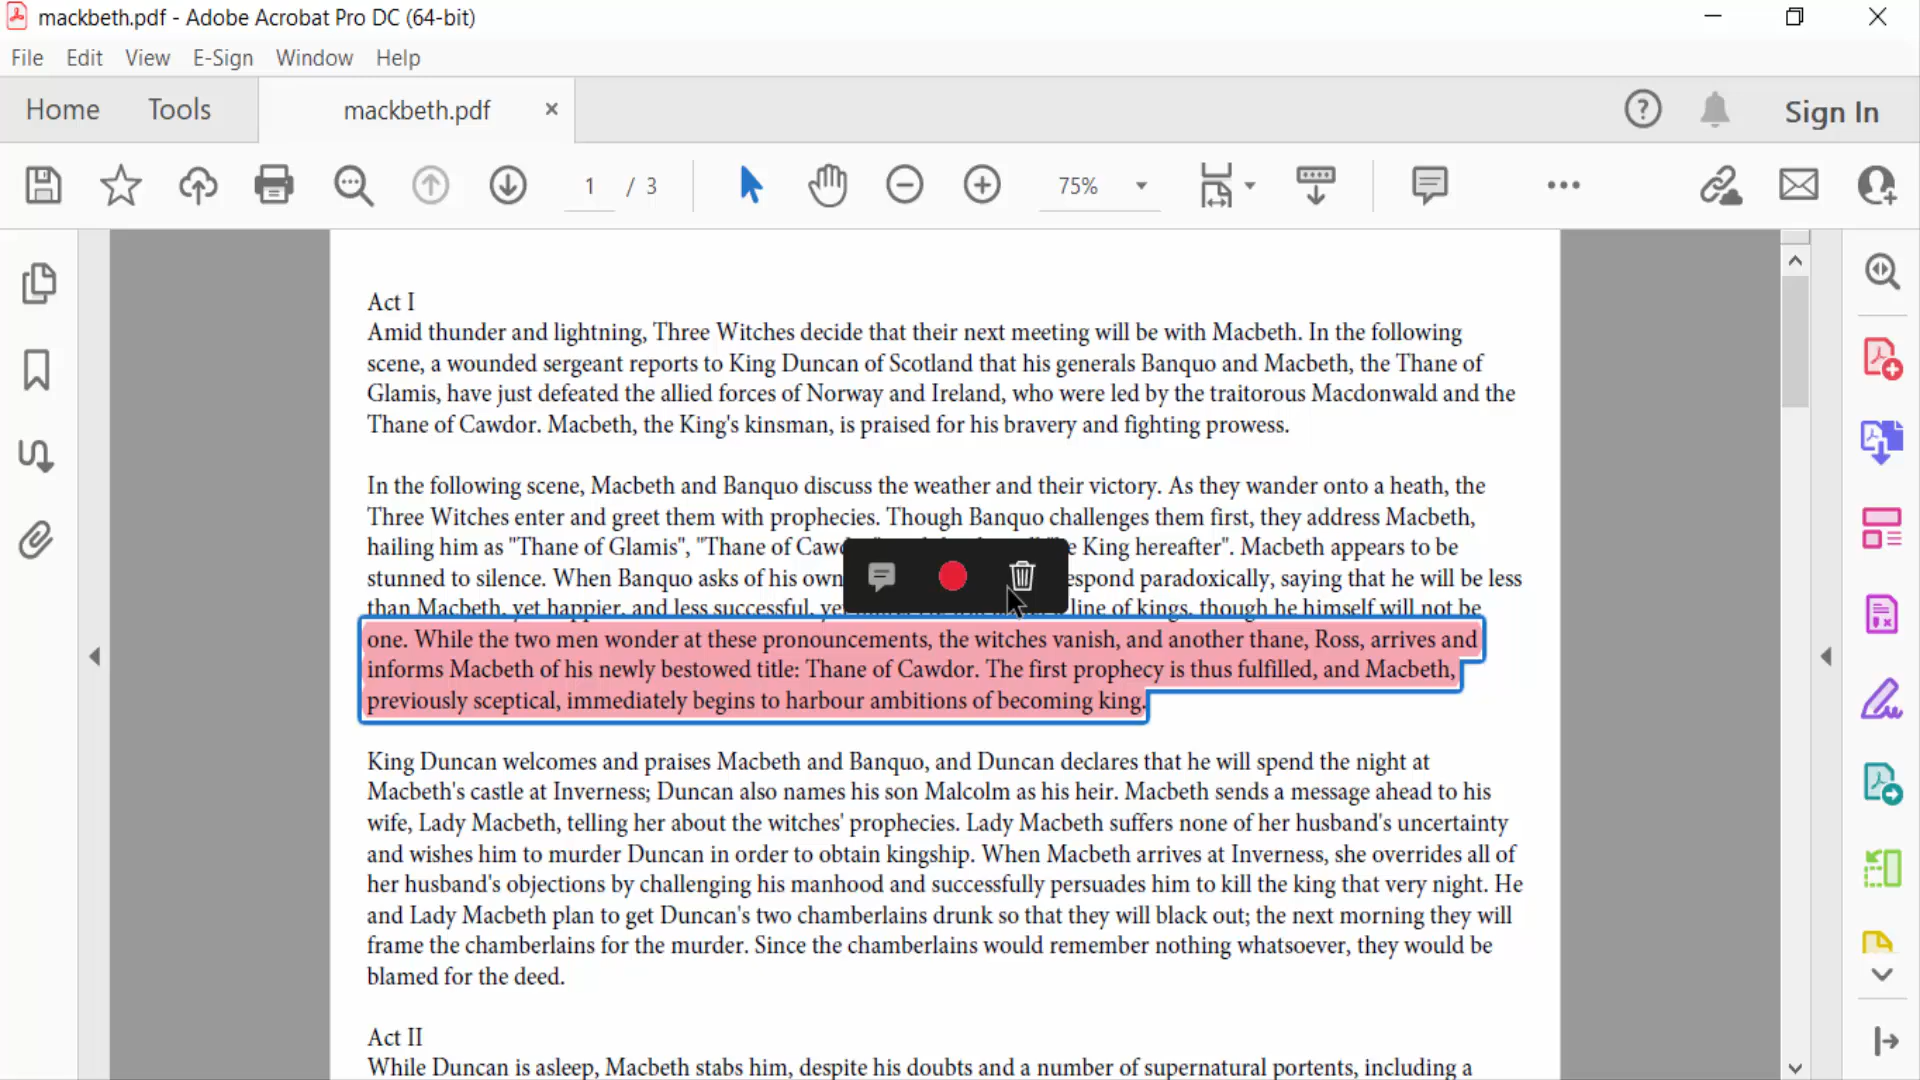 mackbeth.pdf - Adobe Acrobat Pro DC (64-bit)
File Edit View E-Sign Window Help
Home Tools mackbeth.pdf × Sign In
1 / 3 75%
Act I
Amid thunder and lightning, Three Witches decide that their next meeting will be with Macbeth. In the following
scene, a wounded sergeant reports to King Duncan of Scotland that his generals Banquo and Macbeth, the Thane of
Glamis, have just defeated the allied forces of Norway and Ireland, who were led by the traitorous Macdonwald and the
Thane of Cawdor. Macbeth, the King's kinsman, is praised for his bravery and fighting prowess.
In the following scene, Macbeth and Banquo discuss the weather and their victory. As they wander onto a heath, the
Three Witches enter and greet them with prophecies. Though Banquo challenges them first, they address Macbeth,
hailing him as "Thane of Glamis", "Thane of King hereafter". Macbeth appears to be
stunned to silence. When Banquo asks of his own paradoxically, saying that he will be less
than Macbeth, yet happier, and less successful, line of kings, though he himself will not be
one. While the two men wonder at these pronouncements, the witches vanish, and another thane, Ross, arrives and
informs Macbeth of his newly bestowed title: Thane of Cawdor. The first prophecy is thus fulfilled, and Macbeth,
previously sceptical, immediately begins to harbour ambitions of becoming king.
King Duncan welcomes and praises Macbeth and Banquo, and Duncan declares that he will spend the night at
Macbeth's castle at Inverness; Duncan also names his son Malcolm as his heir. Macbeth sends a message ahead to his
wife, Lady Macbeth, telling her about the witches' prophecies. Lady Macbeth suffers none of her husband's uncertainty
and wishes him to murder Duncan in order to obtain kingship. When Macbeth arrives at Inverness, she overrides all of
her husband's objections by challenging his manhood and successfully persuades him to kill the king that very night. He
and Lady Macbeth plan to get Duncan's two chamberlains drunk so that they will black out; the next morning they will
frame the chamberlains for the murder. Since the chamberlains would remember nothing whatsoever, they would be
blamed for the deed.
Act II
While Duncan is asleep, Macbeth stabs him, despite his doubts and a number of supernatural portents, including a